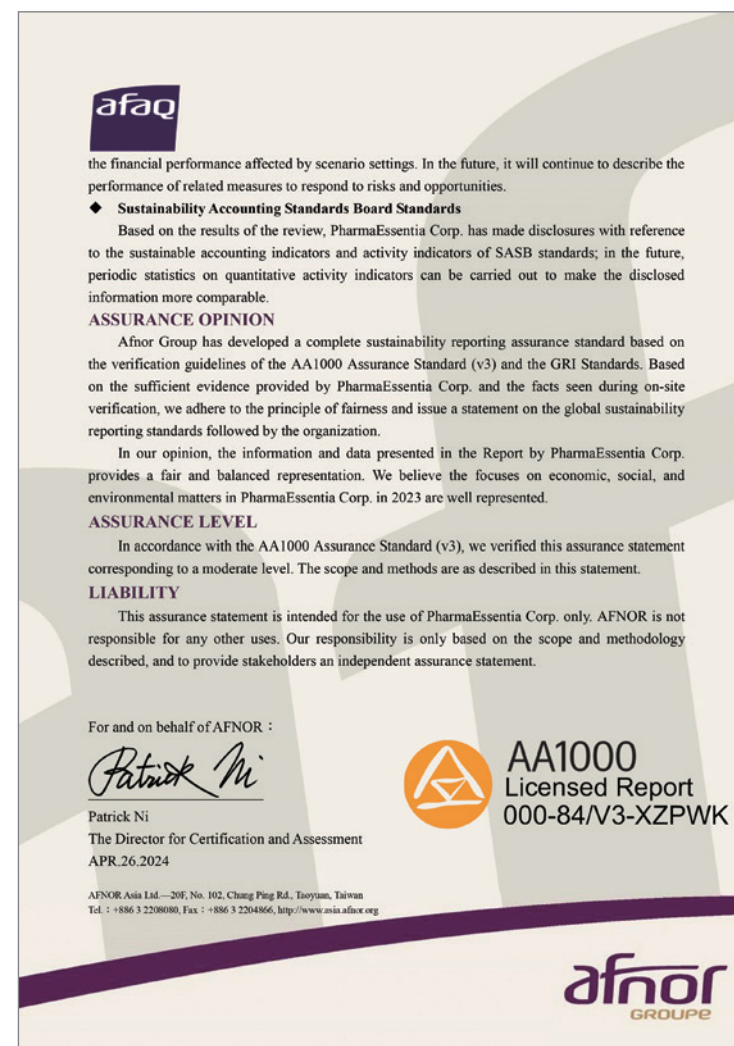 afaq
the financial performance affected by scenario settings. In the future, it will continue to describe the
performance of related measures to respond to risks and opportunities.
◆ Sustainability Accounting Standards Board Standards
Based on the results of the review, PharmaEssentia Corp. has made disclosures with reference
to the sustainable accounting indicators and activity indicators of SASB standards; in the future,
periodic statistics on quantitative activity indicators can be carried out to make the disclosed
information more comparable.
ASSURANCE OPINION
Afnor Group has developed a complete sustainability reporting assurance standard based on
the verification guidelines of the AA1000 Assurance Standard (v3) and the GRI Standards. Based
on the sufficient evidence provided by PharmaEssentia Corp. and the facts seen during on-site
verification, we adhere to the principle of fairness and issue a statement on the global sustainability
reporting standards followed by the organization.
In our opinion, the information and data presented in the Report by PharmaEssentia Corp.
provides a fair and balanced representation. We believe the focuses on economic, social, and
environmental matters in PharmaEssentia Corp. in 2023 are well represented.
ASSURANCE LEVEL
In accordance with the AA1000 Assurance Standard (v3), we verified this assurance statement
corresponding to a moderate level. The scope and methods are as described in this statement.
LIABILITY
This assurance statement is intended for the use of PharmaEssentia Corp. only. AFNOR is not
responsible for any other uses. Our responsibility is only based on the scope and methodology
described, and to provide stakeholders an independent assurance statement.
For and on behalf of AFNOR：
Patrick Ni
Patrick Ni
The Director for Certification and Assessment
APR.26.2024
AA1000
Licensed Report
000-84/V3-XZPWK
AFNOR Asia Ltd.—20F, No. 102, Chung Ping Rd., Taoyuan, Taiwan
Tel.：+886 3 2208080, Fax：+886 3 2204866, http://www.asia.afnor.org
afnor
GROUPE